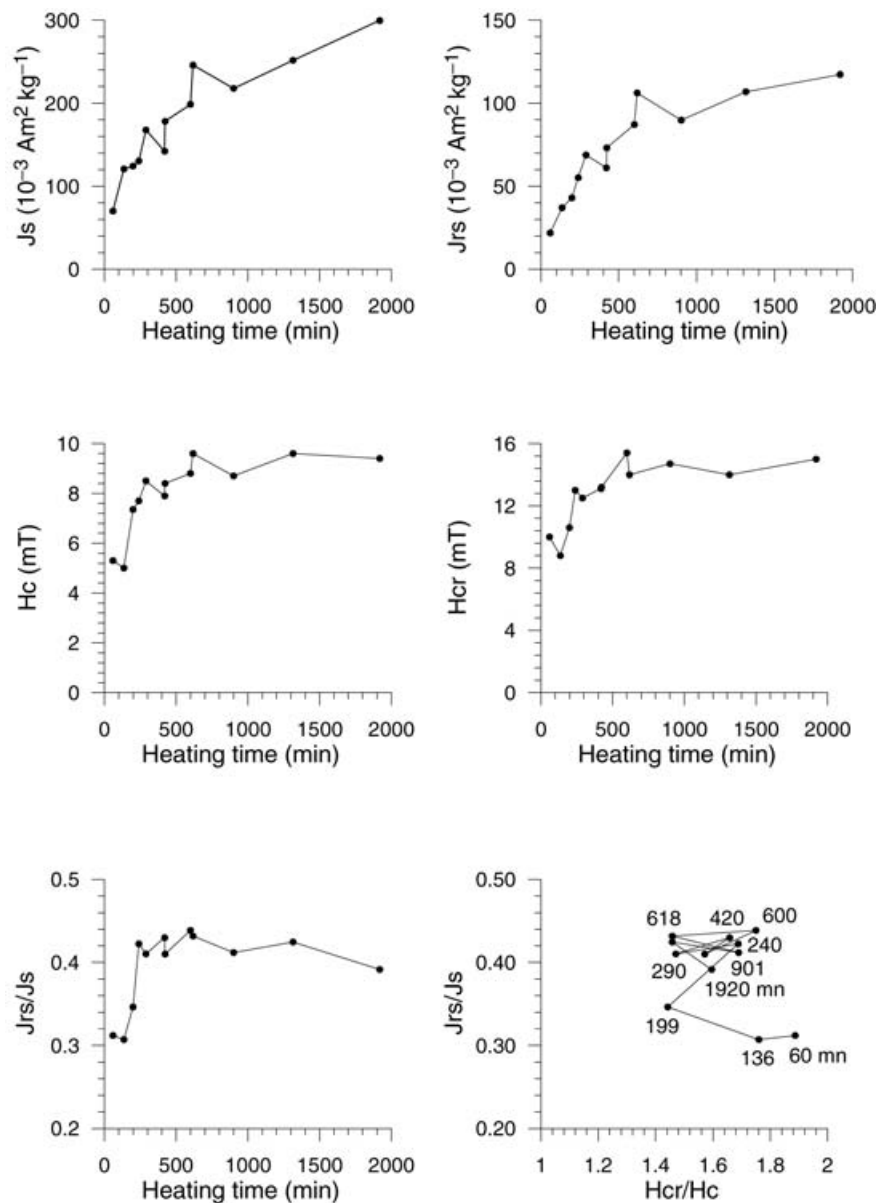 300
200
100
0
Js (10⁻³ Am² kg⁻¹)
0 500 1000 1500 2000
Heating time (min)
150
100
50
0
Jrs (10⁻³ Am² kg⁻¹)
0 500 1000 1500 2000
Heating time (min)
10
8
6
4
2
0
Hc (mT)
0 500 1000 1500 2000
Heating time (min)
16
12
8
4
0
Hcr (mT)
0 500 1000 1500 2000
Heating time (min)
0.5
0.4
0.3
0.2
Jrs/Js
0 500 1000 1500 2000
Heating time (min)
0.50
0.40
0.30
0.20
Jrs/Js
618 420 600
240
290 901
1920 mn
199
136 60 mn
1 1.2 1.4 1.6 1.8 2
Hcr/Hc